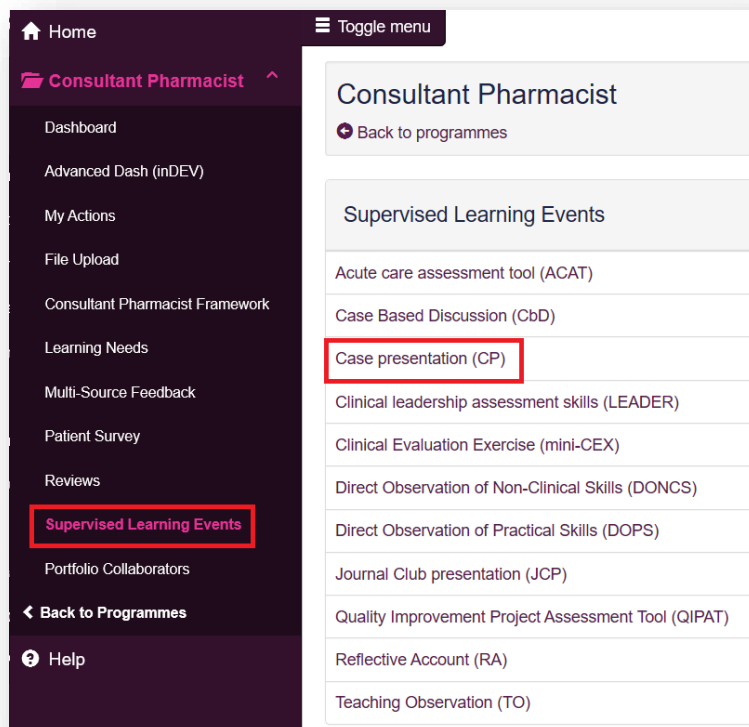 Home
Consultant Pharmacist
Dashboard
Advanced Dash (inDEV)
My Actions
File Upload
Consultant Pharmacist Framework
Learning Needs
Multi-Source Feedback
Patient Survey
Reviews
Supervised Learning Events
Portfolio Collaborators
Back to Programmes
Help
Toggle menu
Consultant Pharmacist
Back to programmes
Supervised Learning Events
Acute care assessment tool (ACAT)
Case Based Discussion (CbD)
Case presentation (CP)
Clinical leadership assessment skills (LEADER)
Clinical Evaluation Exercise (mini-CEX)
Direct Observation of Non-Clinical Skills (DONCS)
Direct Observation of Practical Skills (DOPS)
Journal Club presentation (JCP)
Quality Improvement Project Assessment Tool (QIPAT)
Reflective Account (RA)
Teaching Observation (TO)